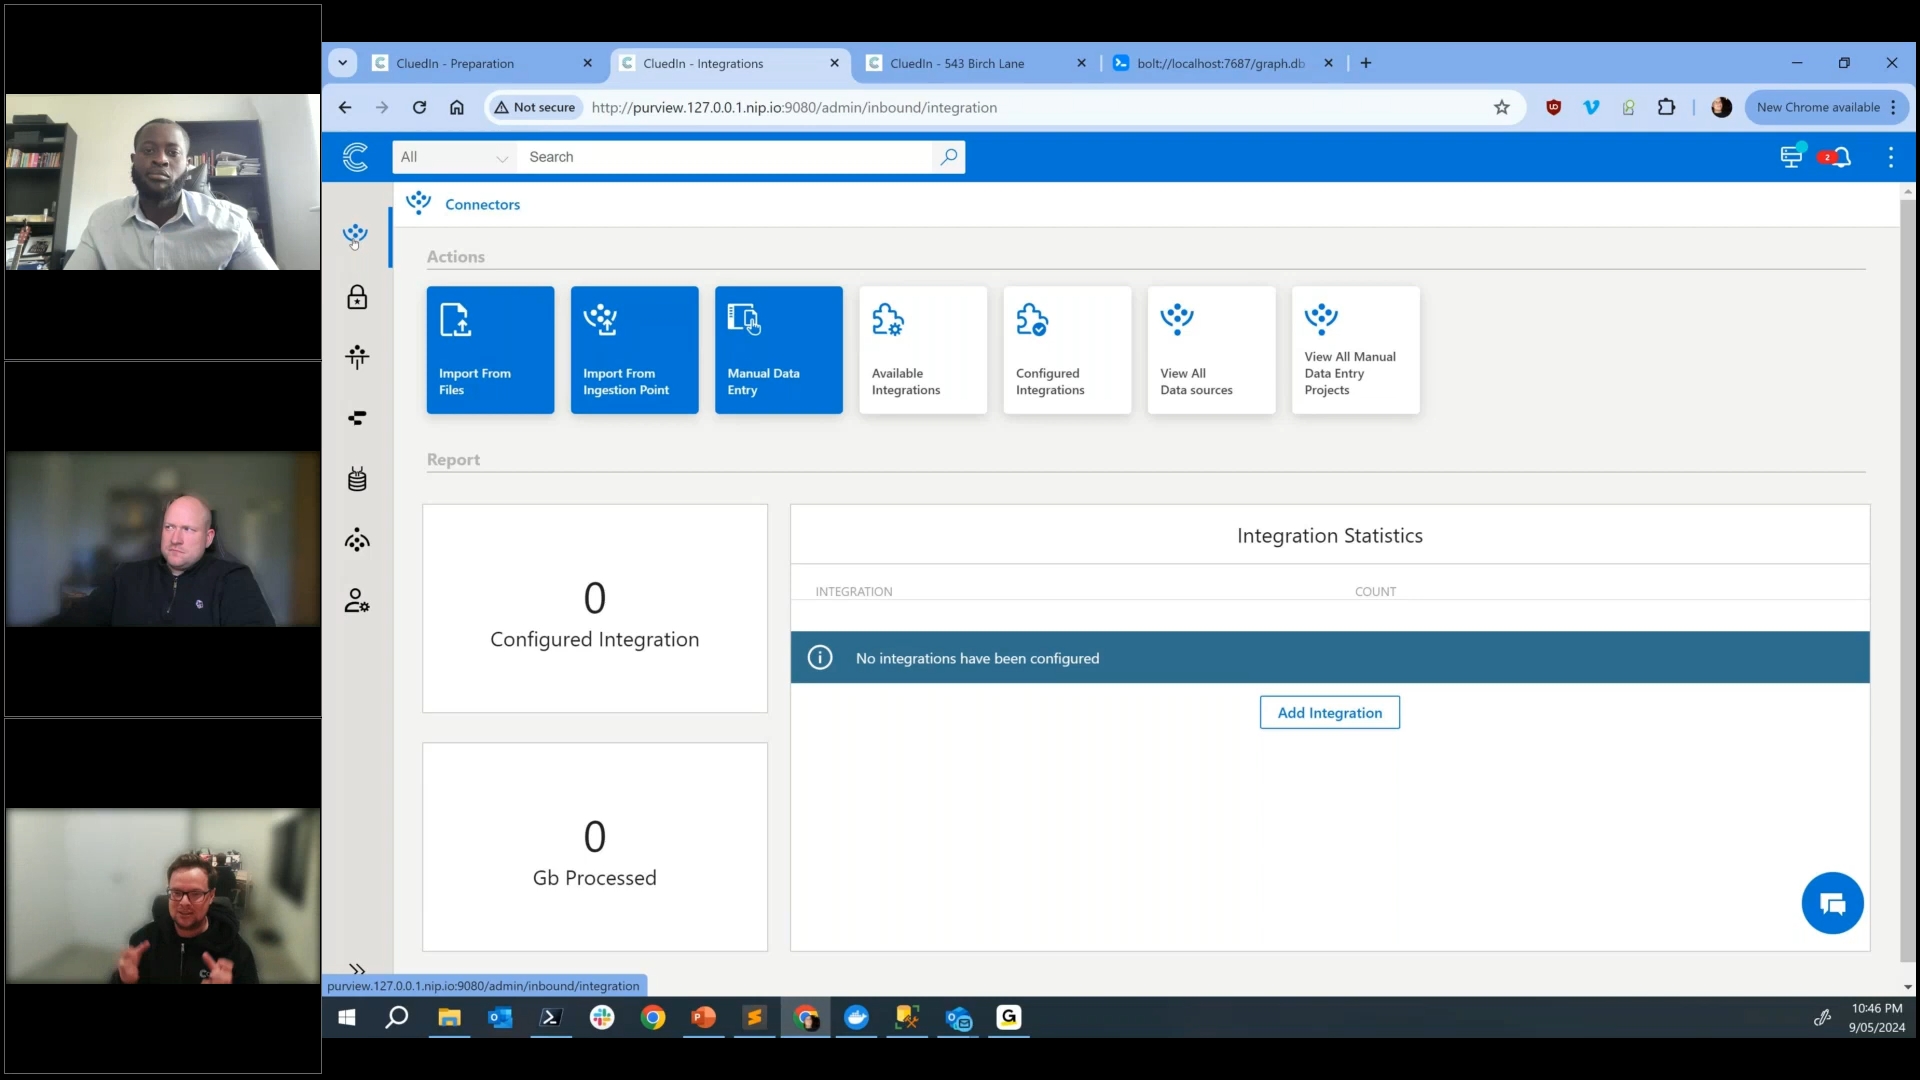 CluedIn - Preparation
CluedIn - Integrations
CluedIn - 543 Birch Lane
bolt://localhost:7687/graph.db
Not secure
http://purview.127.0.0.1.nip.io:9080/admin/inbound/integration
New Chrome available
All
Search
2
Connectors
Actions
Import From
Files
Import From
Ingestion Point
Manual Data
Entry
Available
Integrations
Configured
Integrations
View All
Data sources
View All Manual
Data Entry
Projects
Report
0
Configured Integration
Integration Statistics
INTEGRATION
COUNT
No integrations have been configured
Add Integration
0
Gb Processed
purview.127.0.0.1.nip.io:9080/admin/inbound/integration
10:46 PM
9/05/2024